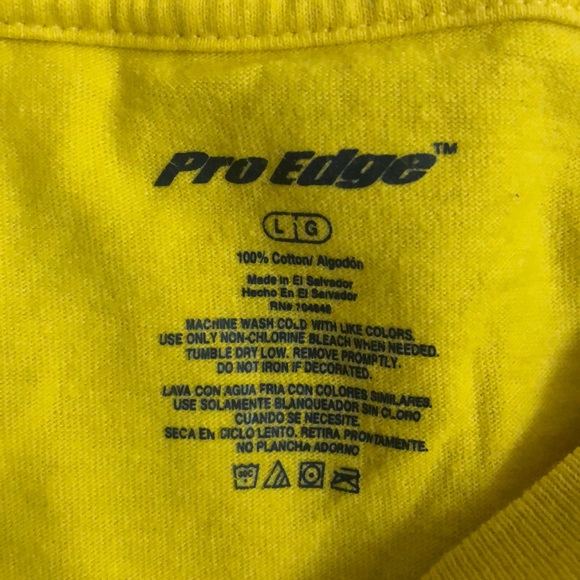 Pro Edge™
L G
100% Cotton/ Algodón
Made in El Salvador
Hecho En El Salvador
RN# 104846
MACHINE WASH COLD WITH LIKE COLORS.
USE ONLY NON-CHLORINE BLEACH WHEN NEEDED.
TUMBLE DRY LOW. REMOVE PROMPTLY.
DO NOT IRON IF DECORATED.
LAVA CON AGUA FRIA CON COLORES SIMILARES.
USE SOLAMENTE BLANQUEADOR SIN CLORO
CUANDO SE NECESITE.
SECA EN CICLO LENTO. RETIRA PRONTAMENTE.
NO PLANCHA ADORNO
30C